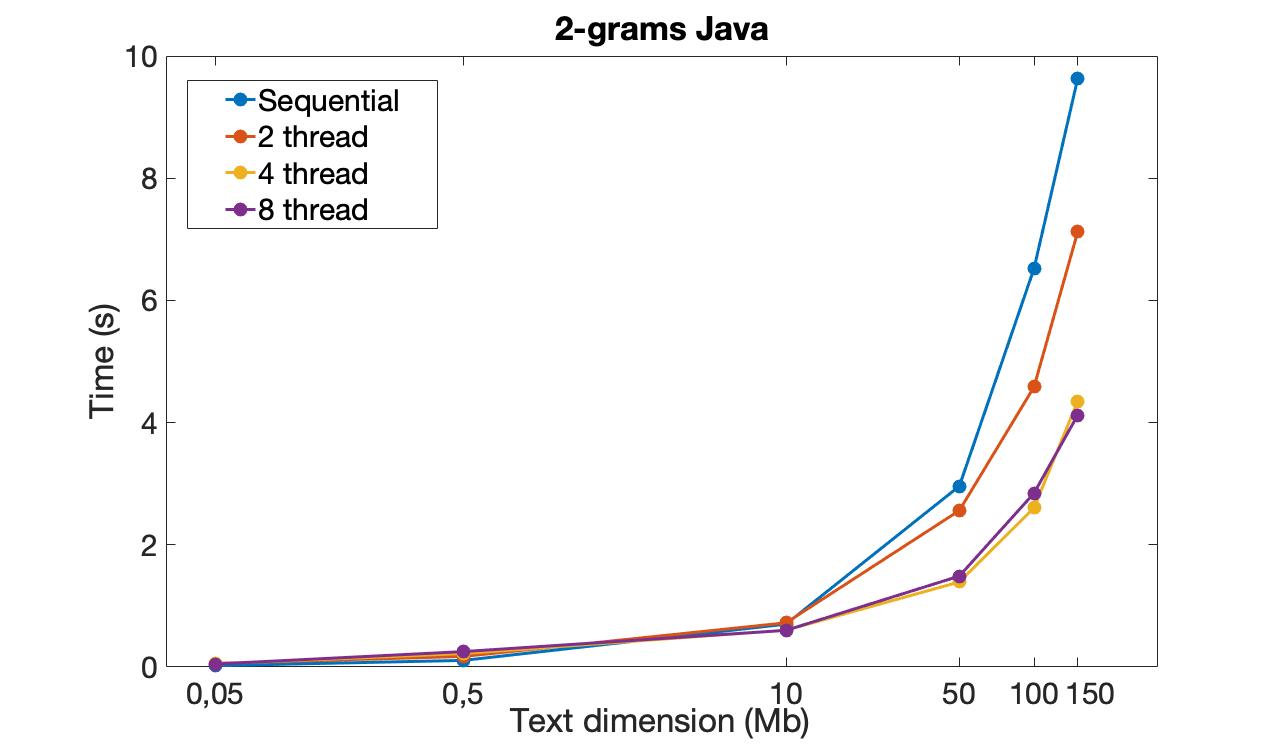 2-grams Java
10
8
6
4
2
0
Time (s)
Sequential
2 thread
4 thread
8 thread
0,05 0,5 10 50 100 150
Text dimension (Mb)